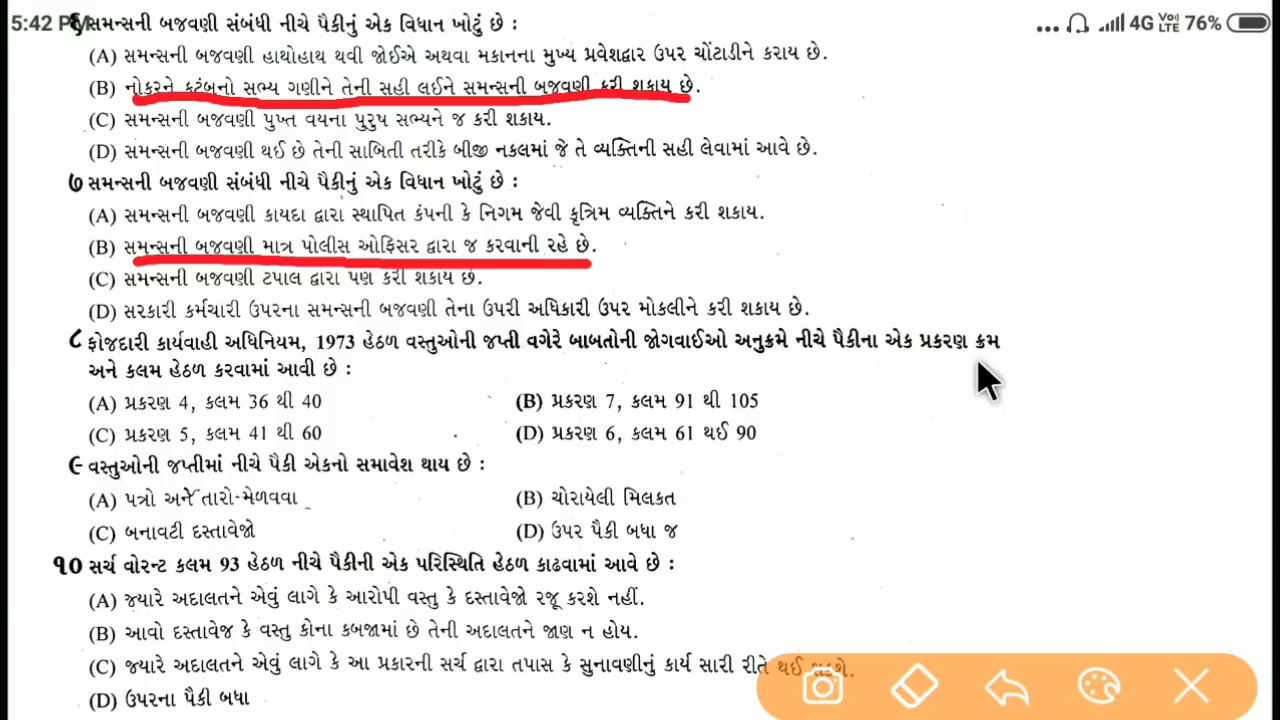 5:42 PM 4G VoLTE 76%
૬ સમન્સની બજવણી સંબંધી નીચે પૈકીનું એક વિધાન ખોટું છે :
(A) સમન્સની બજવણી હાથોહાથ થવી જોઈએ અથવા મકાનના મુખ્ય પ્રવેશદ્વાર ઉપર ચોંટાડીને કરાય છે.
(B) નોકરને કુટુંબનો સભ્ય ગણીને તેની સહી લઈને સમન્સની બજવણી કરી શકાય છે.
(C) સમન્સની બજવણી પુખ્ત વયના પુરુષ સભ્યને જ કરી શકાય.
(D) સમન્સની બજવણી થઈ છે તેની સાબિતી તરીકે બીજી નકલમાં જે તે વ્યક્તિની સહી લેવામાં આવે છે.
૭ સમન્સની બજવણી સંબંધી નીચે પૈકીનું એક વિધાન ખોટું છે :
(A) સમન્સની બજવણી કાયદા દ્વારા સ્થાપિત કંપની કે નિગમ જેવી કૃત્રિમ વ્યક્તિને કરી શકાય.
(B) સમન્સની બજવણી માત્ર પોલીસ ઓફિસર દ્વારા જ કરવાની રહે છે.
(C) સમન્સની બજવણી ટપાલ દ્વારા પણ કરી શકાય છે.
(D) સરકારી કર્મચારી ઉપરના સમન્સની બજવણી તેના ઉપરી અધિકારી ઉપર મોકલીને કરી શકાય છે.
૮ ફોજદારી કાર્યવાહી અધિનિયમ, 1973 હેઠળ વસ્તુઓની જપ્તી વગેરે બાબતોની જોગવાઈઓ અનુક્રમે નીચે પૈકીના એક પ્રકરણ ક્રમ
અને કલમ હેઠળ કરવામાં આવી છે :
(A) પ્રકરણ 4, કલમ 36 થી 40 (B) પ્રકરણ 7, કલમ 91 થી 105
(C) પ્રકરણ 5, કલમ 41 થી 60 (D) પ્રકરણ 6, કલમ 61 થઈ 90
૯ વસ્તુઓની જપ્તીમાં નીચે પૈકી એકનો સમાવેશ થાય છે :
(A) પત્રો અને તારો મેળવવા (B) ચોરાયેલી મિલકત
(C) બનાવટી દસ્તાવેજો (D) ઉપર પૈકી બધા જ
૧૦ સર્ચ વોરન્ટ કલમ 93 હેઠળ નીચે પૈકીની એક પરિસ્થિતિ હેઠળ કાઢવામાં આવે છે :
(A) જ્યારે અદાલતને એવું લાગે કે આરોપી વસ્તુ કે દસ્તાવેજો રજૂ કરશે નહીં.
(B) આવો દસ્તાવેજ કે વસ્તુ કોના કબજામાં છે તેની અદાલતને જાણ ન હોય.
(C) જ્યારે અદાલતને એવું લાગે કે આ પ્રકારની સર્ચ દ્વારા તપાસ કે સુનાવણીનું કાર્ય સારી રીતે થઈ શકશે.
(D) ઉપરના પૈકી બધા